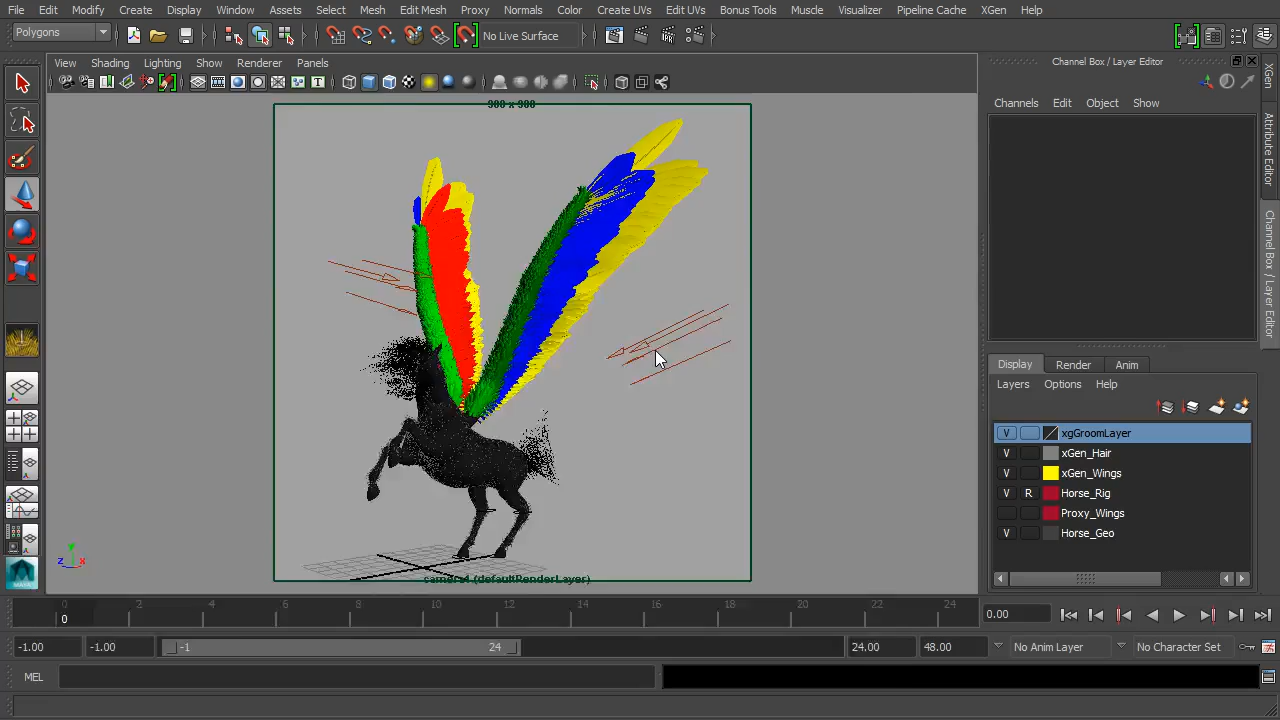 File Edit Modify Create Display Window Assets Select Mesh Edit Mesh Proxy Normals Color Create UVs Edit UVs Bonus Tools Muscle Visualizer Pipeline Cache XGen Help
Polygons No Live Surface
View Shading Lighting Show Renderer Panels
Channel Box / Layer Editor
Channels Edit Object Show
XGen
Attribute Editor
Channel Box / Layer Editor
camera4 (defaultRenderLayer)
Display Render Anim
Layers Options Help
V xgGroomLayer
V xGen_Hair
V xGen_Wings
V R Horse_Rig
Proxy_Wings
V Horse_Geo
0 2 4 6 8 10 12 14 16 18 20 22 24
0 0.00
-1.00 -1.00 -1 24 24.00 48.00 No Anim Layer No Character Set
MEL